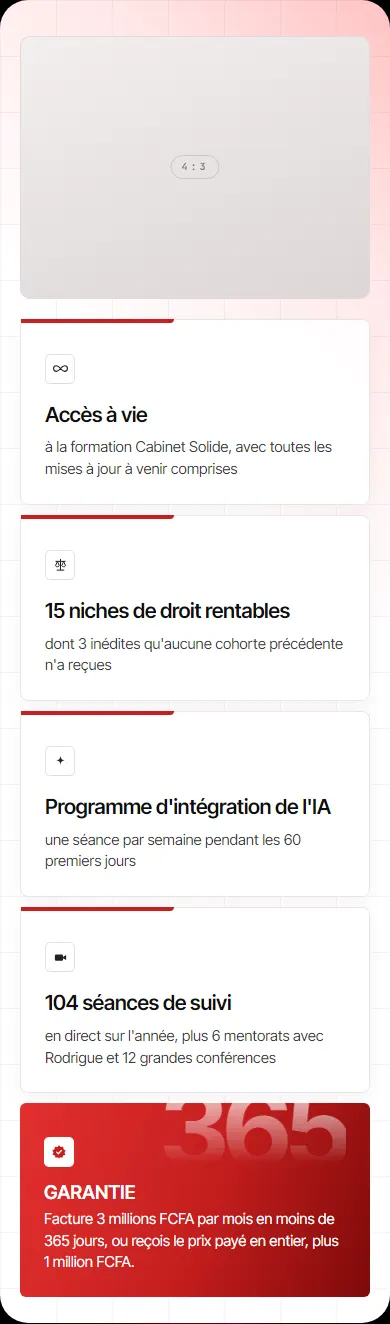 4 : 3
Accès à vie
à la formation Cabinet Solide, avec toutes les
mises à jour à venir comprises
15 niches de droit rentables
dont 3 inédites qu'aucune cohorte précédente
n'a reçues
Programme d'intégration de l'IA
une séance par semaine pendant les 60
premiers jours
104 séances de suivi
en direct sur l'année, plus 6 mentorats avec
Rodrigue et 12 grandes conférences
365
GARANTIE
Facture 3 millions FCFA par mois en moins de
365 jours, ou reçois le prix payé en entier, plus
1 million FCFA.